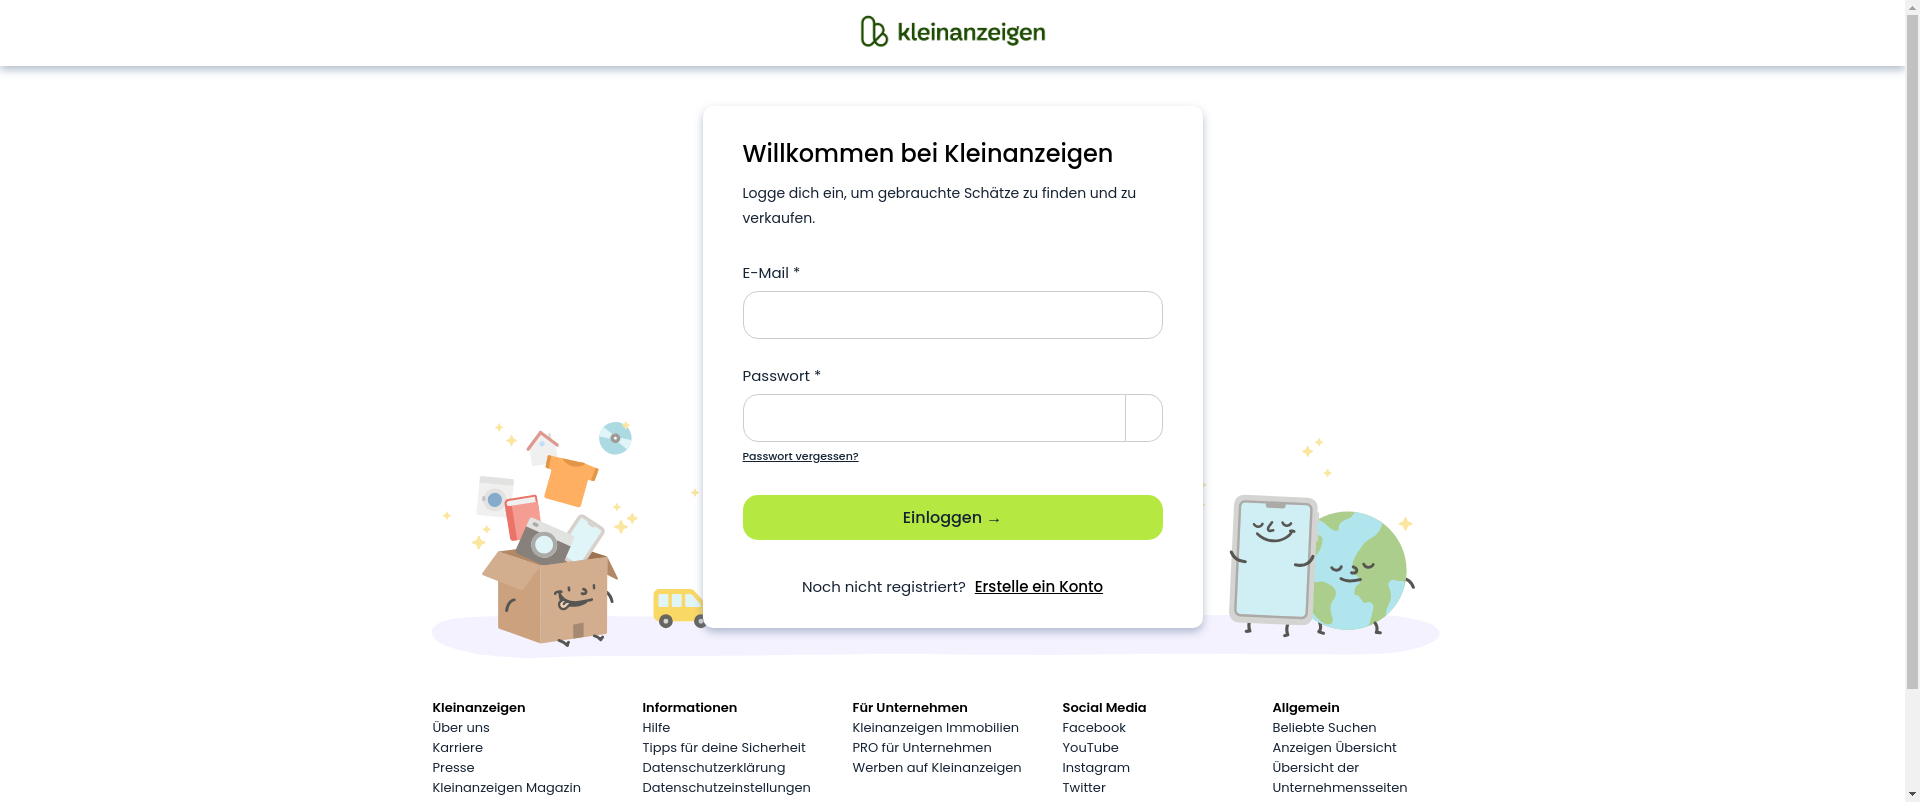 kleinanzeigen
Willkommen bei Kleinanzeigen
Logge dich ein, um gebrauchte Schätze zu finden und zu
verkaufen.
E-Mail *
Passwort *
Passwort vergessen?
Einloggen →
Noch nicht registriert? Erstelle ein Konto
Kleinanzeigen
Über uns
Karriere
Presse
Kleinanzeigen Magazin
Informationen
Hilfe
Tipps für deine Sicherheit
Datenschutzerklärung
Datenschutzeinstellungen
Für Unternehmen
Kleinanzeigen Immobilien
PRO für Unternehmen
Werben auf Kleinanzeigen
Social Media
Facebook
YouTube
Instagram
Twitter
Allgemein
Beliebte Suchen
Anzeigen Übersicht
Übersicht der
Unternehmensseiten